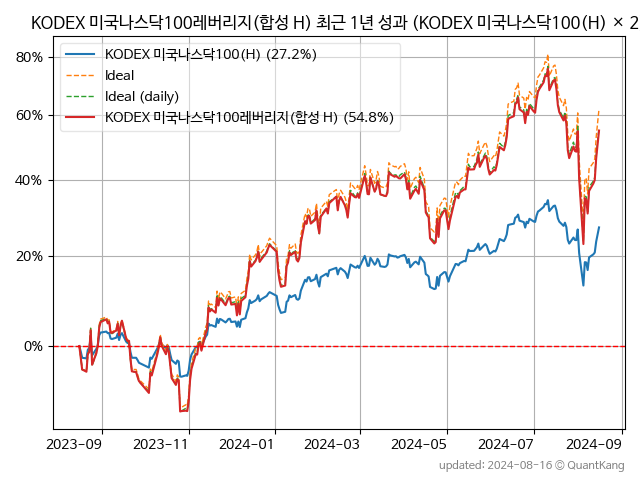 KODEX 미국나스닥100레버리지(합성 H) 최근 1년 성과 (KODEX 미국나스닥100(H) × 2
KODEX 미국나스닥100(H) (27.2%)
Ideal
Ideal (daily)
KODEX 미국나스닥100레버리지(합성 H) (54.8%)
80%
60%
40%
20%
0%
2023-09 2023-11 2024-01 2024-03 2024-05 2024-07 2024-09
updated: 2024-08-16 © QuantKang